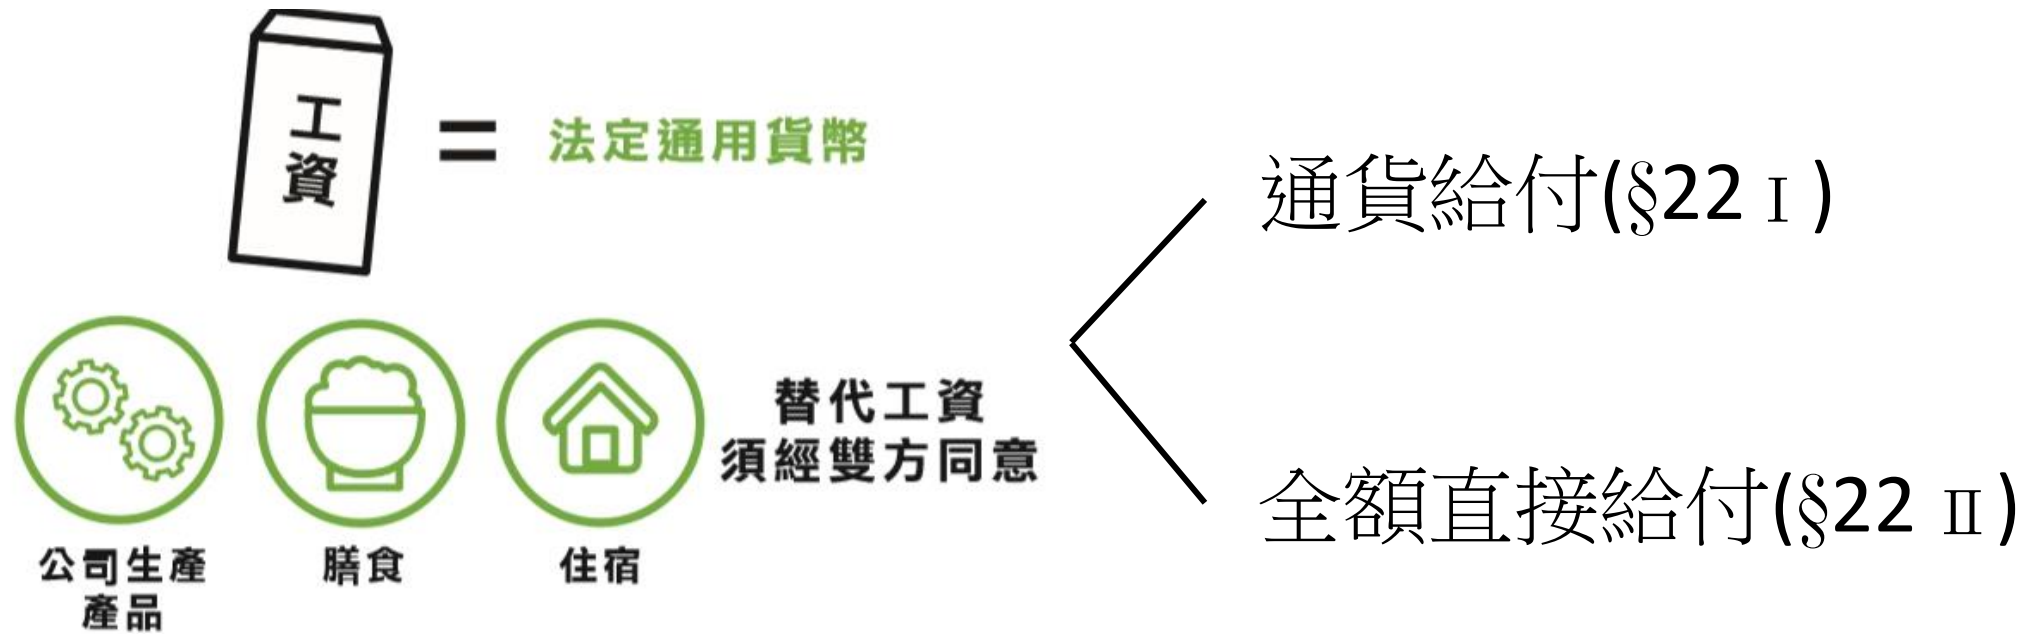 工資
=
法定通用貨幣
替代工資
須經雙方同意
公司生產
產品
膳食
住宿
通貨給付(§22Ⅰ)
全額直接給付(§22Ⅱ)